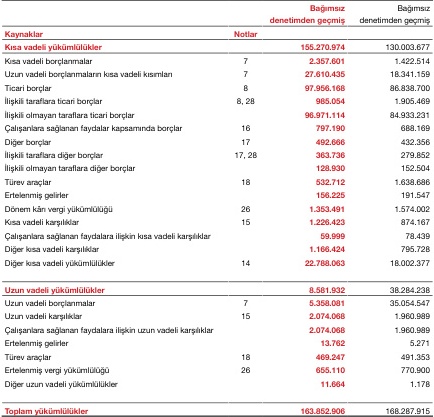 Bağımsız Bağımsız
denetimden geçmiş denetimden geçmiş
Kaynaklar Notlar
Kısa vadeli yükümlülükler 155.270.974 130.003.677
Kısa vadeli borçlanmalar 7 2.357.601 1.422.514
Uzun vadeli borçlanmaların kısa vadeli kısımları 7 27.610.435 18.341.159
Ticari borçlar 8 97.956.168 86.838.700
İlişkili taraflara ticari borçlar 8, 28 985.054 1.905.469
İlişkili olmayan taraflara ticari borçlar 96.971.114 84.933.231
Çalışanlara sağlanan faydalar kapsamında borçlar 16 797.190 688.169
Diğer borçlar 17 492.666 432.356
İlişkili taraflara diğer borçlar 17, 28 363.736 279.852
İlişkili olmayan taraflara diğer borçlar 128.930 152.504
Türev araçlar 18 532.712 1.638.686
Ertelenmiş gelirler 156.225 191.547
Dönem kârı vergi yükümlülüğü 26 1.353.491 1.574.002
Kısa vadeli karşılıklar 15 1.226.423 874.167
Çalışanlara sağlanan faydalara ilişkin kısa vadeli karşılıklar 59.999 78.439
Diğer kısa vadeli karşılıklar 1.166.424 795.728
Diğer kısa vadeli yükümlülükler 14 22.788.063 18.002.377
Uzun vadeli yükümlülükler 8.581.932 38.284.238
Uzun vadeli borçlanmalar 7 5.358.081 35.054.547
Uzun vadeli karşılıklar 15 2.074.068 1.960.989
Çalışanlara sağlanan faydalara ilişkin uzun vadeli karşılıklar 2.074.068 1.960.989
Ertelenmiş gelirler 13.762 5.271
Türev araçlar 18 469.247 491.353
Ertelenmiş vergi yükümlülüğü 26 655.110 770.900
Diğer uzun vadeli yükümlülükler 11.664 1.178
Toplam yükümlülükler 163.852.906 168.287.915